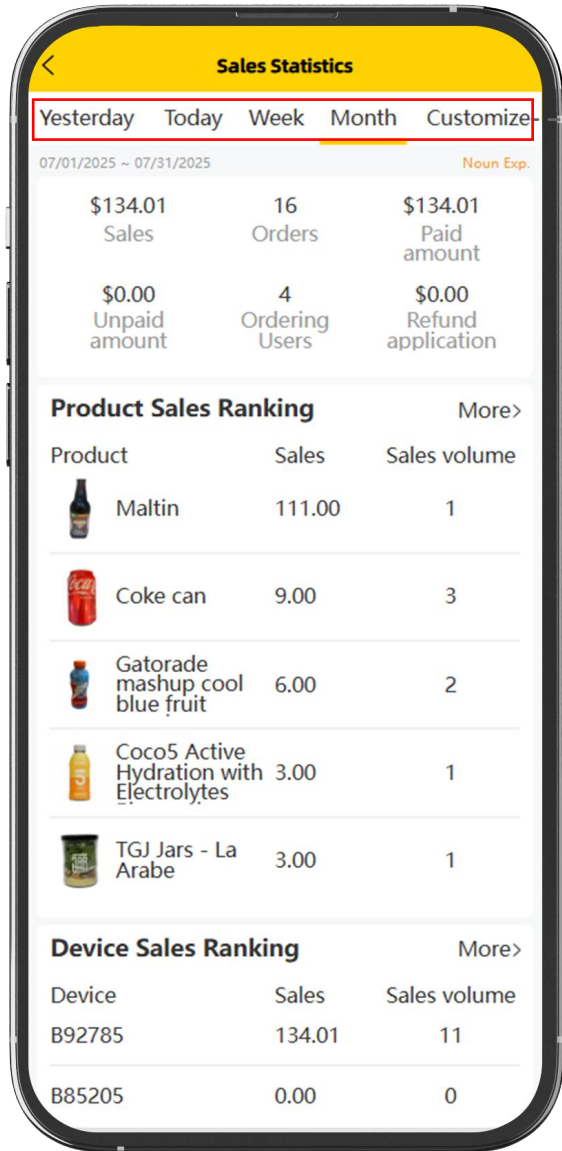 Sales Statistics
Yesterday Today Week Month Customize
07/01/2025 ~ 07/31/2025 Noun Exp.
$134.01 16 $134.01
Sales Orders Paid
amount
$0.00 4 $0.00
Unpaid Ordering Refund
amount Users application
Product Sales Ranking More>
Product Sales Sales volume
Maltin 111.00 1
Coca
Coke can 9.00 3
Gatorade
mashup cool 6.00 2
blue fruit
Coco5 Active
5 Hydration with 3.00 1
Electrolytes
TGJ Jars - La
Arabe 3.00 1
Device Sales Ranking More>
Device Sales Sales volume
B92785 134.01 11
B85205 0.00 0